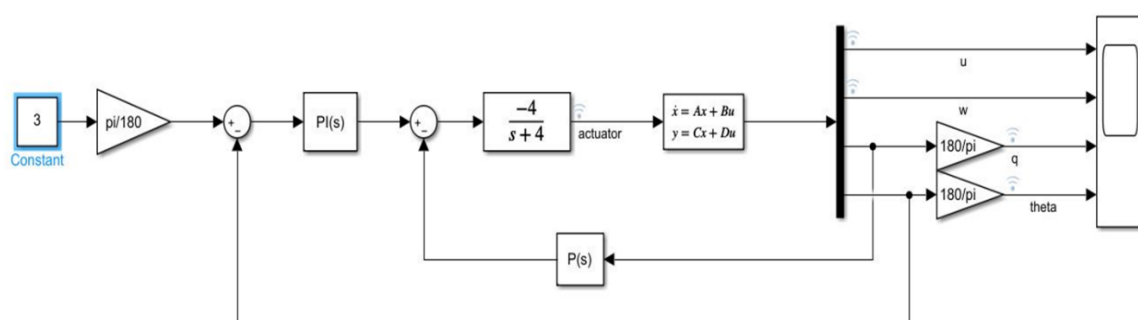 3
Constant
pi/180
+
−
PI(s)
+
−
-4
s + 4
actuator
ẋ = Ax + Bu
y = Cx + Du
u
w
180/pi
q
180/pi
theta
P(s)